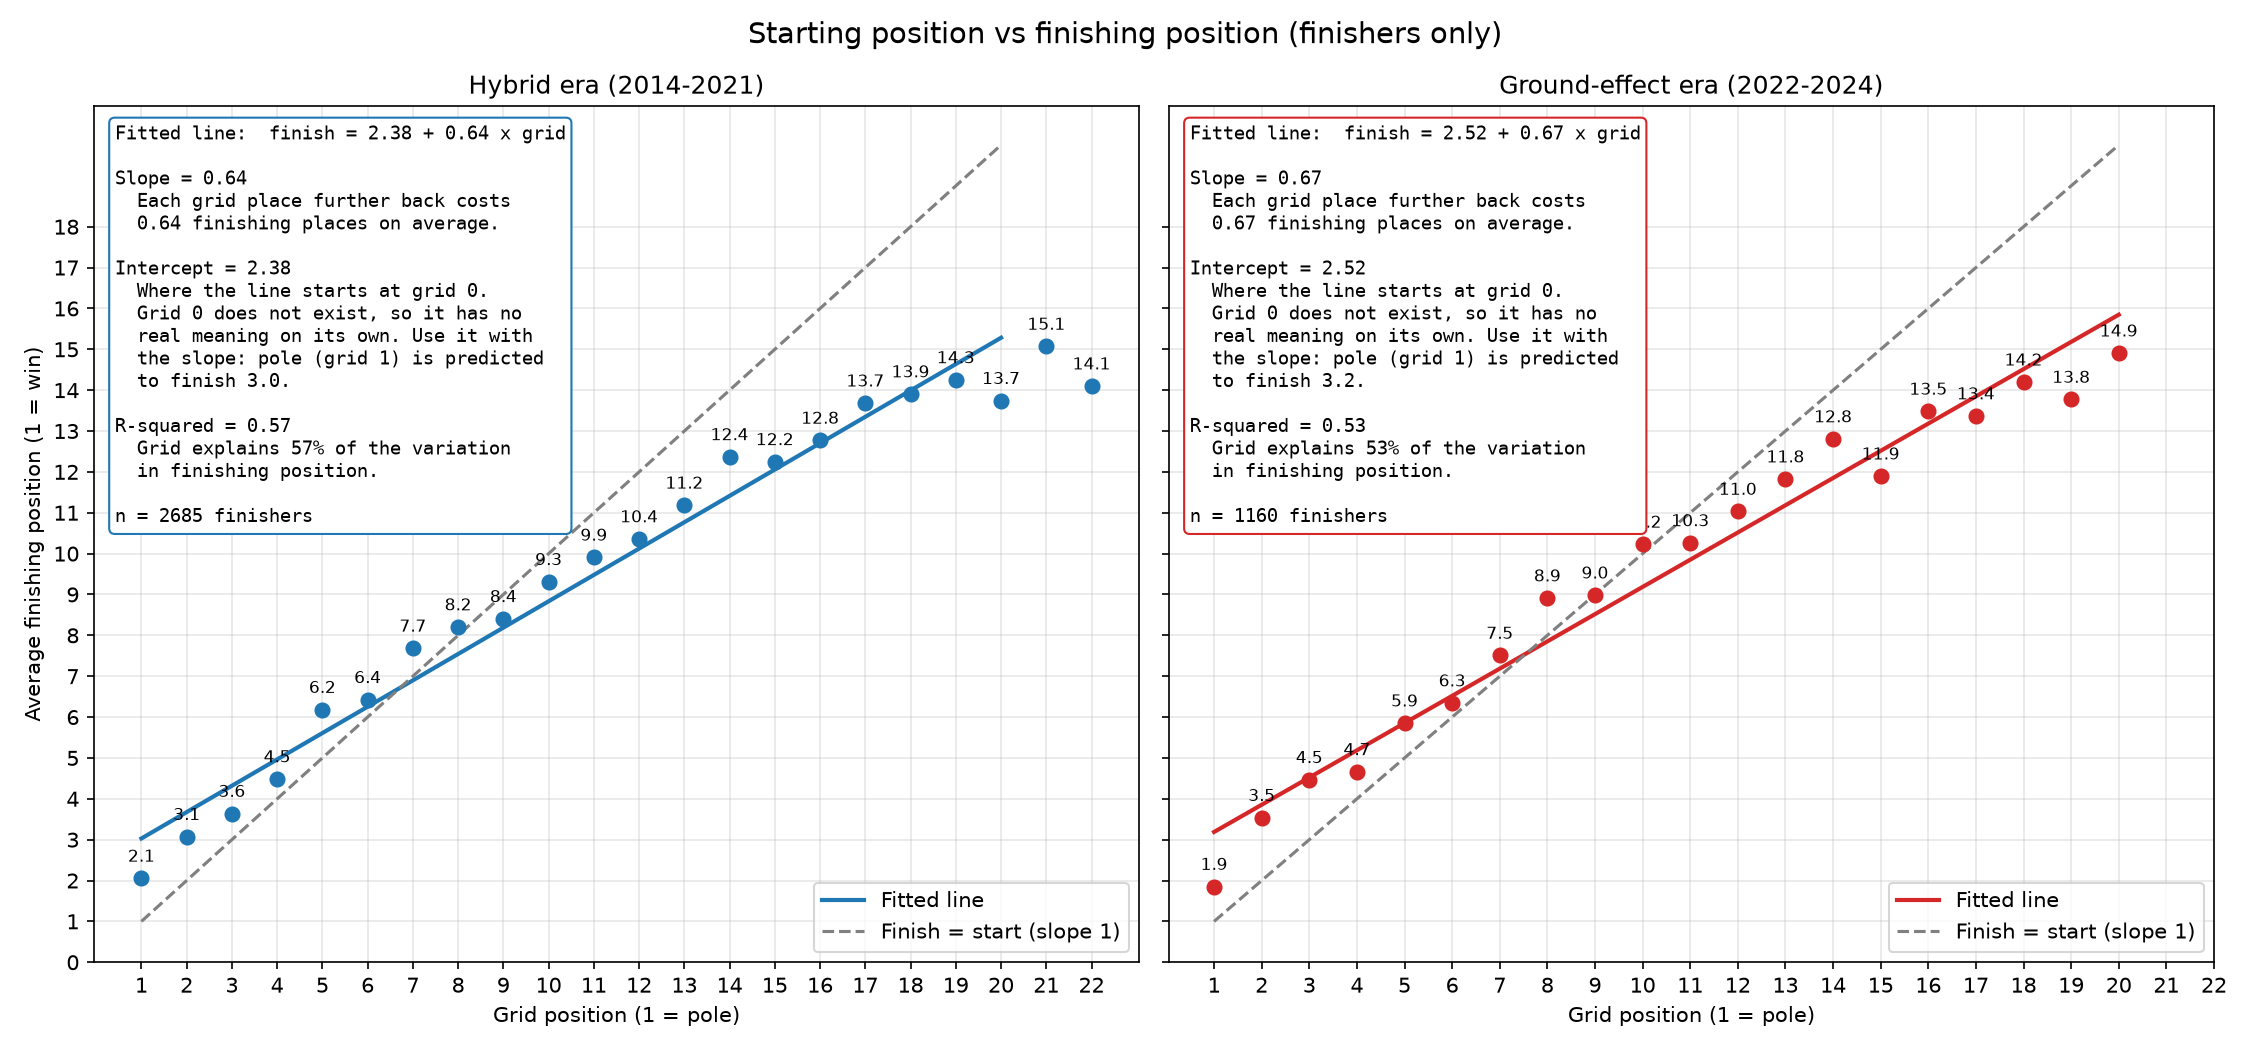 Starting position vs finishing position (finishers only)
Hybrid era (2014-2021)
Fitted line:  finish = 2.38 + 0.64 x grid
Slope = 0.64
Each grid place further back costs
0.64 finishing places on average.
Intercept = 2.38
Where the line starts at grid 0.
Grid 0 does not exist, so it has no
real meaning on its own. Use it with
the slope: pole (grid 1) is predicted
to finish 3.0.
R-squared = 0.57
Grid explains 57% of the variation
in finishing position.
n = 2685 finishers
Average finishing position (1 = win)
18
17
16
15
14
13
12
11
10
9
8
7
6
5
4
3
2
1
0
2.1
3.1
3.6
4.5
6.2
6.4
7.7
8.2
8.4
9.3
9.9
10.4
11.2
12.4
12.2
12.8
13.7
13.9
14.3
13.7
15.1
14.1
Fitted line
Finish = start (slope 1)
1 2 3 4 5 6 7 8 9 10 11 12 13 14 15 16 17 18 19 20 21 22
Grid position (1 = pole)
Ground-effect era (2022-2024)
Fitted line:  finish = 2.52 + 0.67 x grid
Slope = 0.67
Each grid place further back costs
0.67 finishing places on average.
Intercept = 2.52
Where the line starts at grid 0.
Grid 0 does not exist, so it has no
real meaning on its own. Use it with
the slope: pole (grid 1) is predicted
to finish 3.2.
R-squared = 0.53
Grid explains 53% of the variation
in finishing position.
n = 1160 finishers
1.9
3.5
4.5
4.7
5.9
6.3
7.5
8.9
9.0
.2
10.3
11.0
11.8
12.8
11.9
13.5
13.4
14.2
13.8
14.9
Fitted line
Finish = start (slope 1)
1 2 3 4 5 6 7 8 9 10 11 12 13 14 15 16 17 18 19 20 21 22
Grid position (1 = pole)